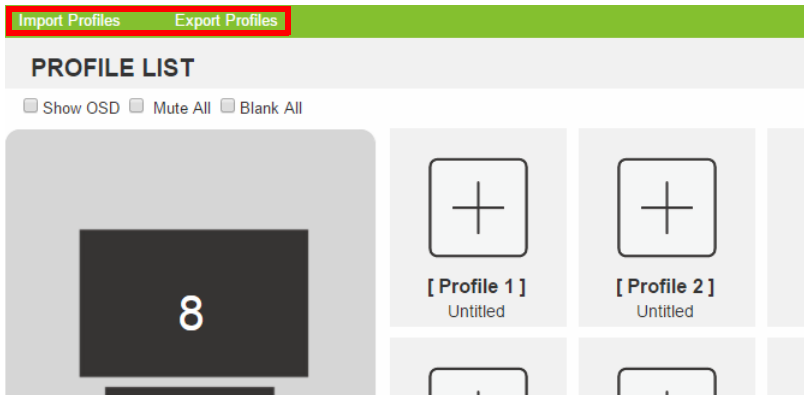 Import Profiles Export Profiles
PROFILE LIST
Show OSD Mute All Blank All
8
[ Profile 1 ] [ Profile 2 ]
Untitled Untitled